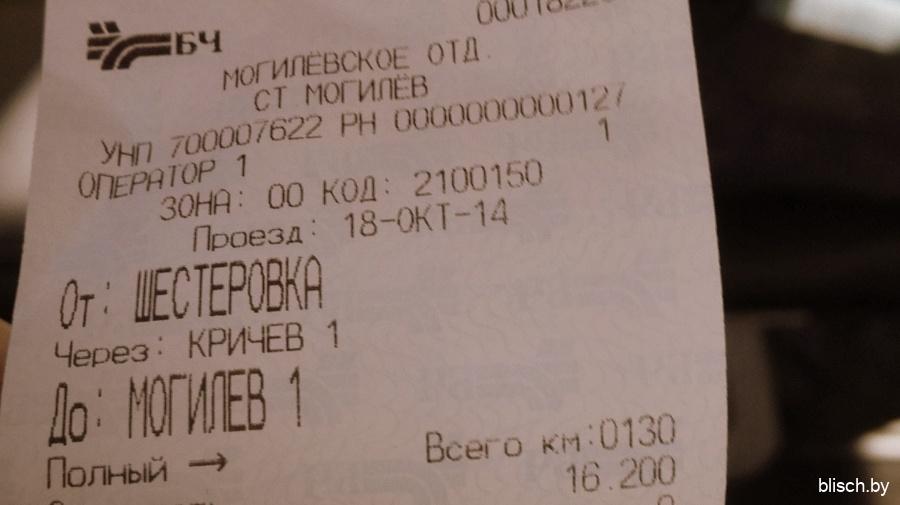 БЧ
МОГИЛЁВСКОЕ ОТД.
СТ МОГИЛЁВ
УНП 700007622 РН 0000000000127
ОПЕРАТОР 1 1
ЗОНА: 00 КОД: 2100150
Проезд: 18-ОКТ-14
От: ШЕСТЕРОВКА
Через: КРИЧЕВ 1
До: МОГИЛЕВ 1
Всего км:0130
Полный → 16.200
blisch.by